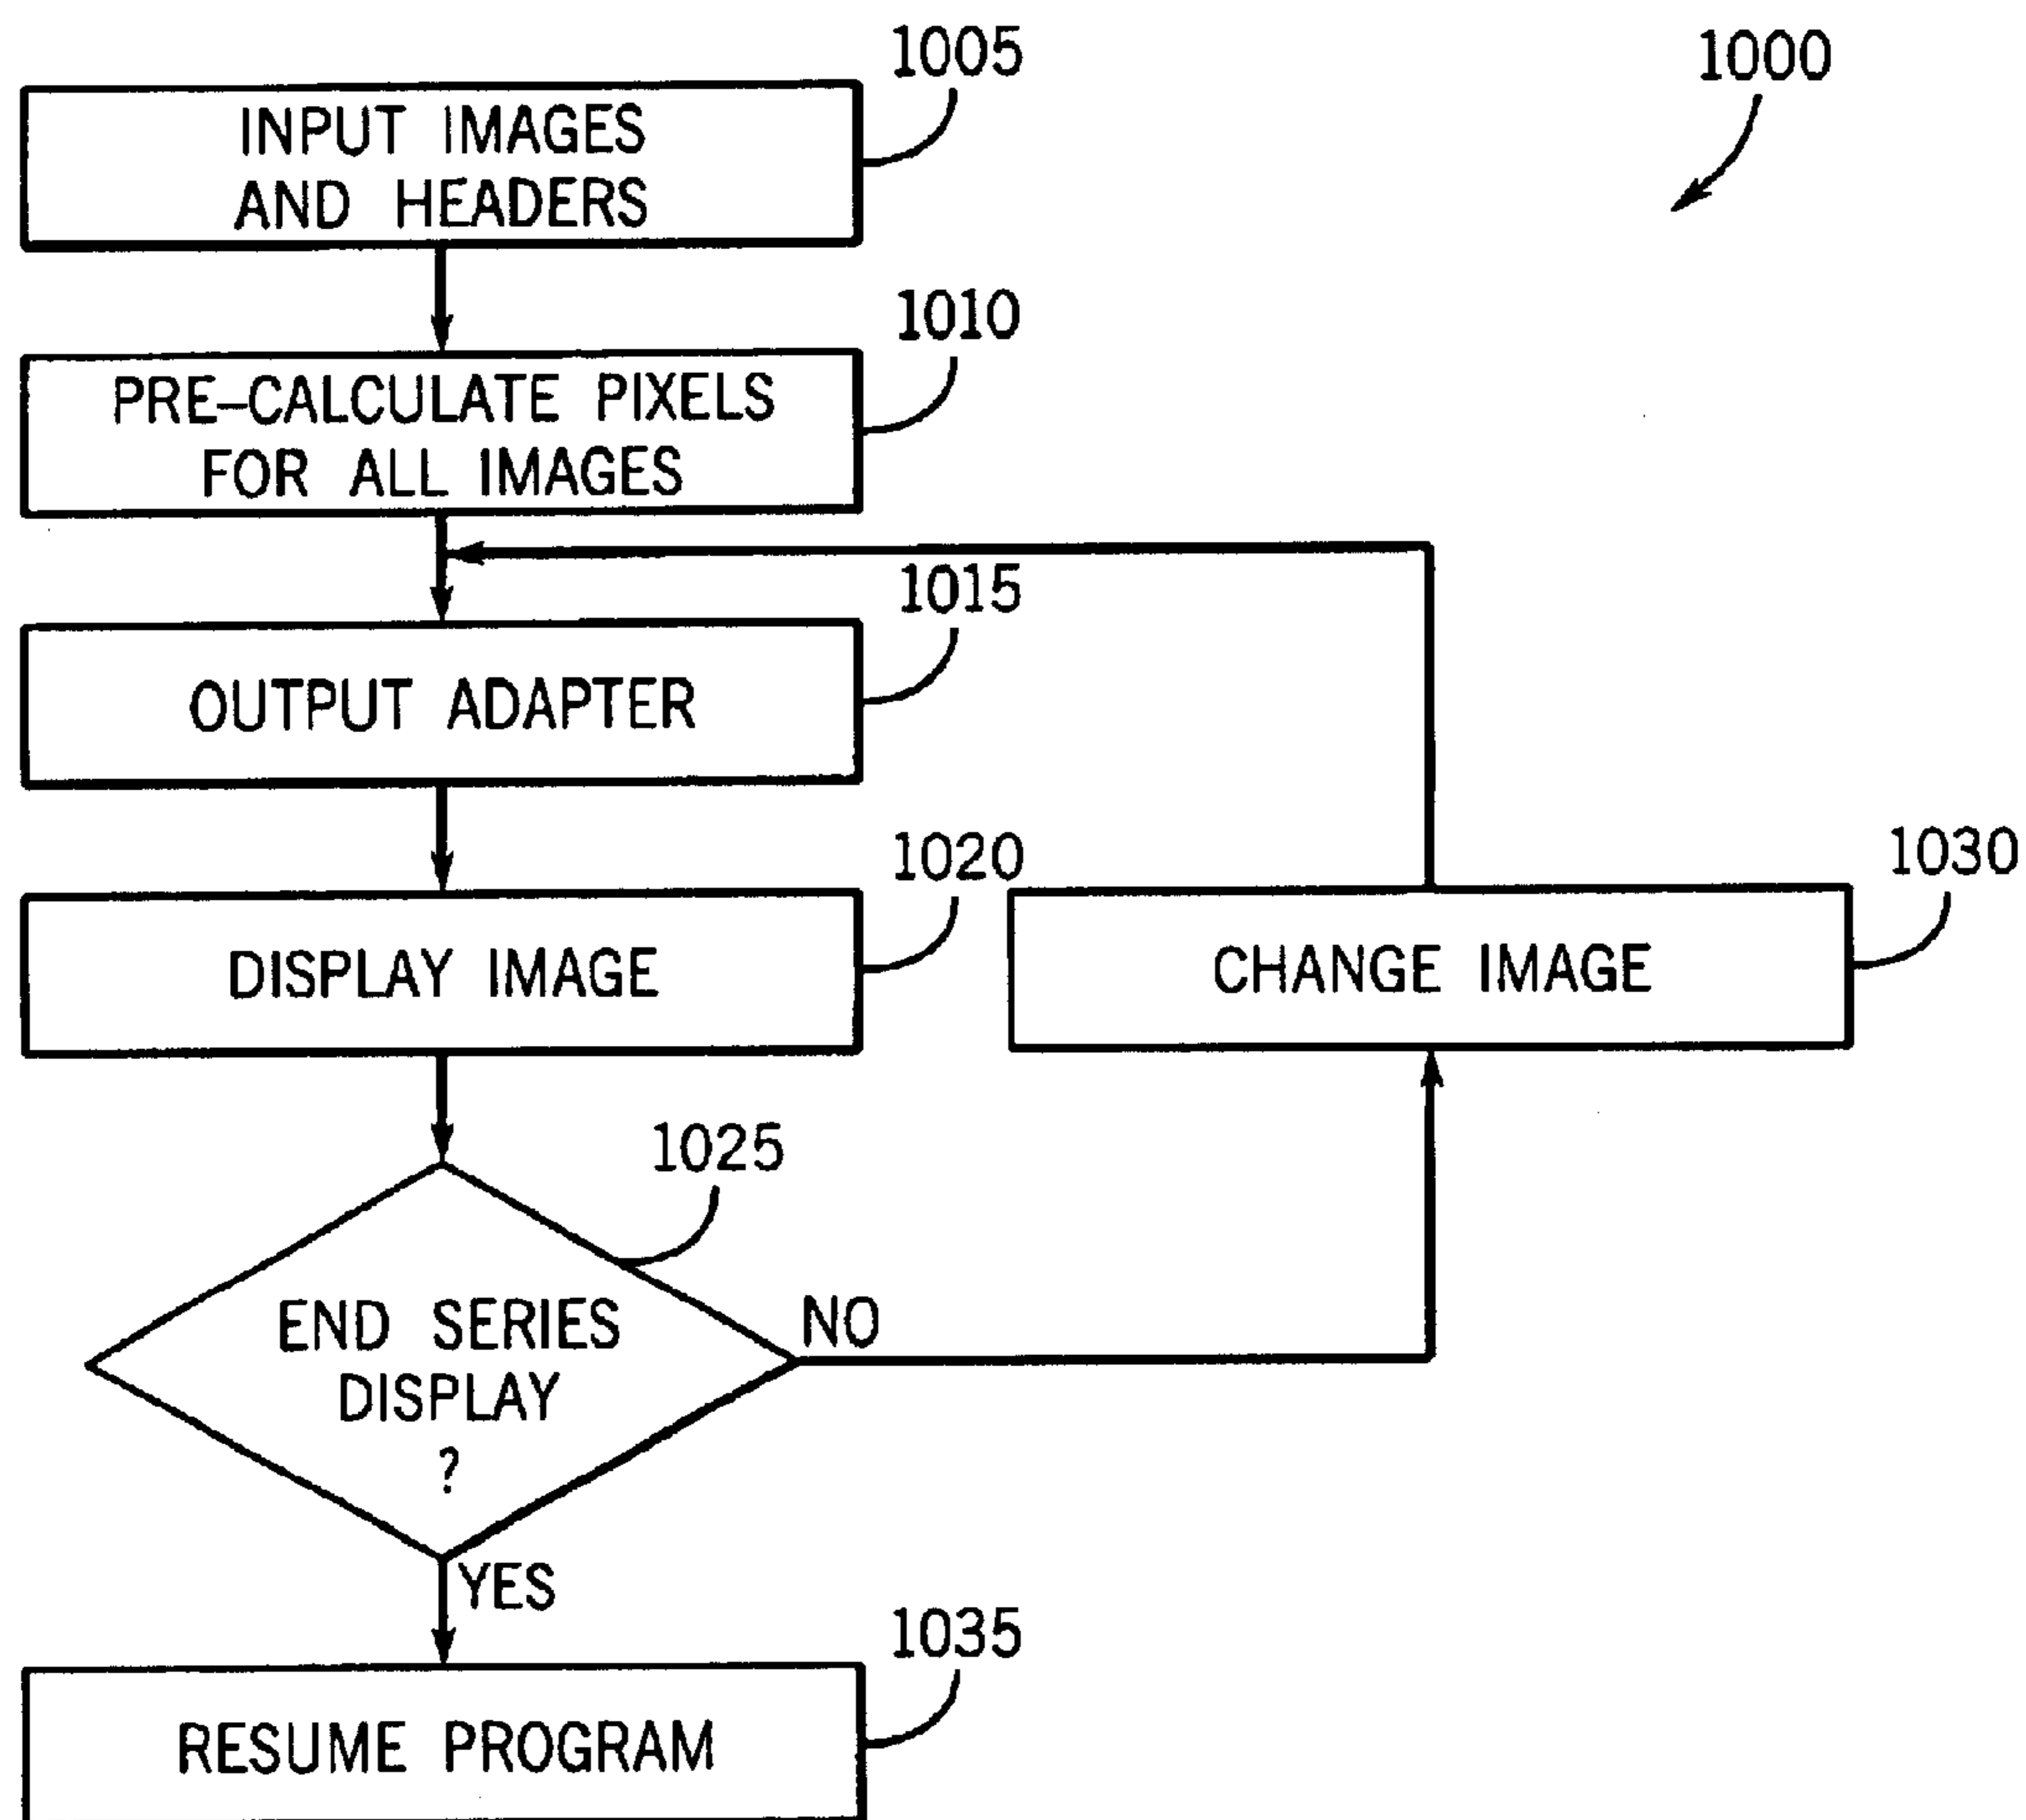 1005
1000
INPUT IMAGES
AND HEADERS
1010
PRE-CALCULATE PIXELS
FOR ALL IMAGES
1015
OUTPUT ADAPTER
1020
DISPLAY IMAGE
1030
CHANGE IMAGE
1025
END SERIES
DISPLAY
?
NO
YES
1035
RESUME PROGRAM